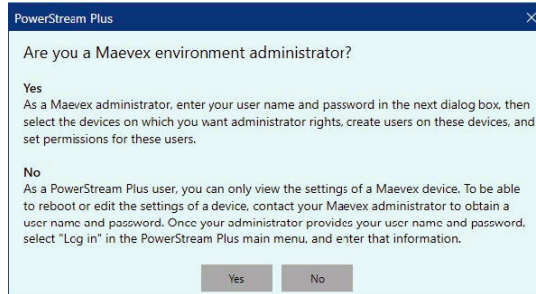 PowerStream Plus
Are you a Maevex environment administrator?
Yes
As a Maevex administrator, enter your user name and password in the next dialog box, then
select the devices on which you want administrator rights, create users on these devices, and
set permissions for these users.
No
As a PowerStream Plus user, you can only view the settings of a Maevex device. To be able
to reboot or edit the settings of a device, contact your Maevex administrator to obtain a
user name and password. Once your administrator provides your user name and password,
select "Log in" in the PowerStream Plus main menu, and enter that information.
Yes No